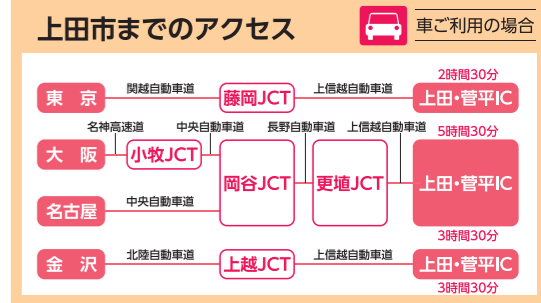 上田市までのアクセス
車ご利用の場合
2時間30分
東 京
関越自動車道
藤岡JCT
上信越自動車道
上田・菅平IC
名神高速道
中央自動車道
長野自動車道
上信越自動車道
5時間30分
大 阪
小牧JCT
岡谷JCT
更埴JCT
上田・菅平IC
名古屋
中央自動車道
3時間30分
金 沢
北陸自動車道
上越JCT
上信越自動車道
上田・菅平IC
3時間30分